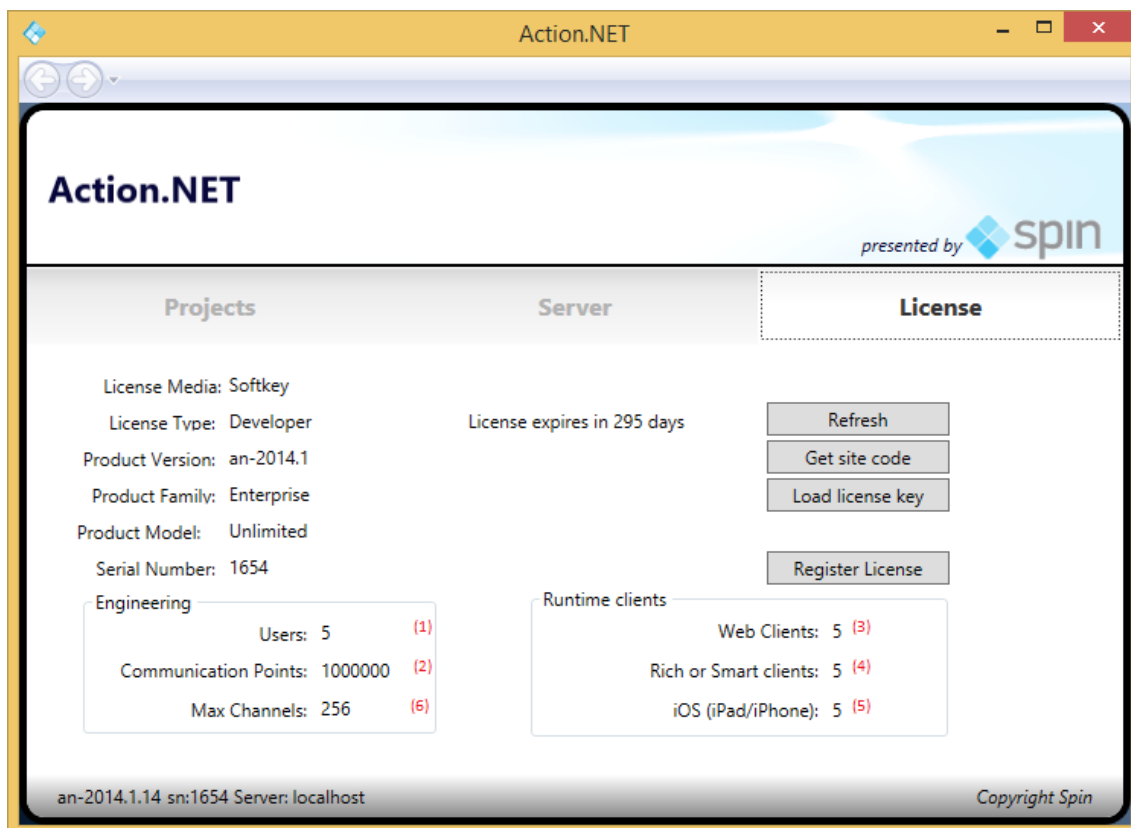 Action.NET
Action.NET
presented by spin
Projects Server License
License Media: Softkey
License Type: Developer License expires in 295 days Refresh
Product Version: an-2014.1 Get site code
Product Family: Enterprise Load license key
Product Model: Unlimited
Serial Number: 1654 Register License
Engineering Runtime clients
Users: 5 (1) Web Clients: 5 (3)
Communication Points: 1000000 (2) Rich or Smart clients: 5 (4)
Max Channels: 256 (6) iOS (iPad/iPhone): 5 (5)
an-2014.1.14 sn:1654 Server: localhost Copyright Spin